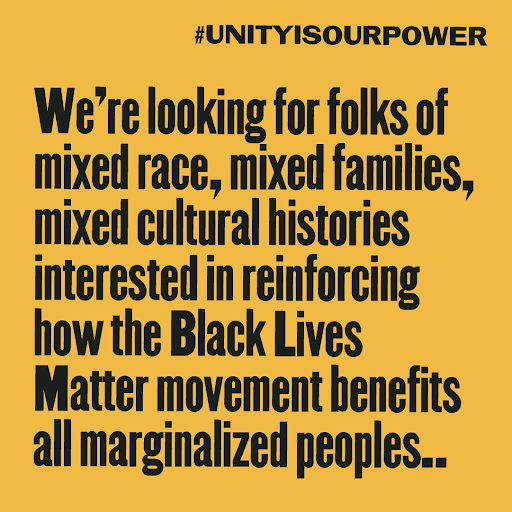 #UNITYISOURPOWER
We're looking for folks of
mixed race, mixed families,
mixed cultural histories
interested in reinforcing
how the Black Lives
Matter movement benefits
all marginalized peoples..